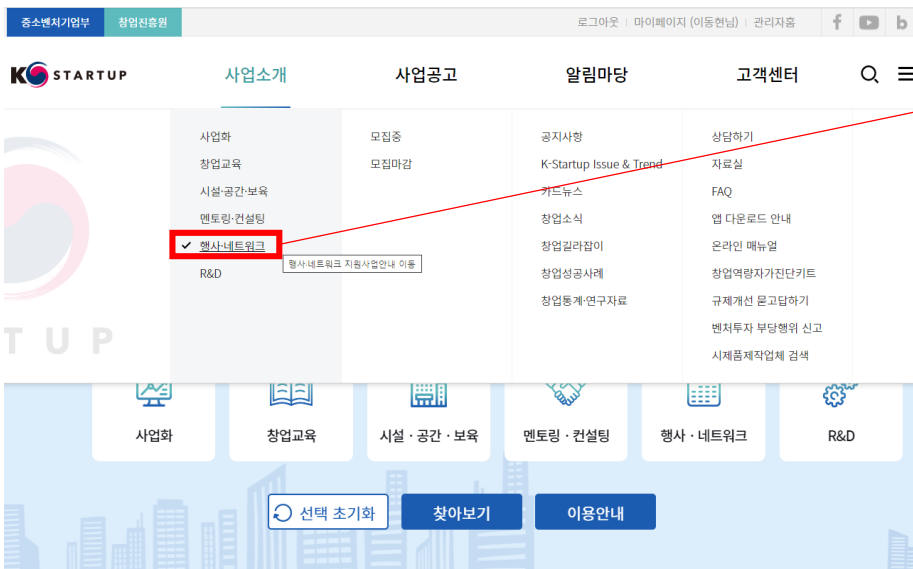 중소벤처기업부 창업진흥원 로그아웃 | 마이페이지 (이동현님) | 관리자홈
K STARTUP 사업소개 사업공고 알림마당 고객센터
사업화 모집중 공지사항 상담하기
창업교육 모집마감 K-Startup Issue & Trend 자료실
시설·공간·보육 카드뉴스 FAQ
멘토링·컨설팅 창업소식 앱 다운로드 안내
행사·네트워크 창업길라잡이 온라인 매뉴얼
행사·네트워크 지원사업안내 이동
R&D 창업성공사례 창업역량자가진단키트
창업통계·연구자료 규제개선 묻고답하기
벤처투자 부당행위 신고
TUP
시제품제작업체 검색
사업화 창업교육 시설 · 공간 · 보육 멘토링 · 컨설팅 행사 · 네트워크 R&D
선택 초기화 찾아보기 이용안내